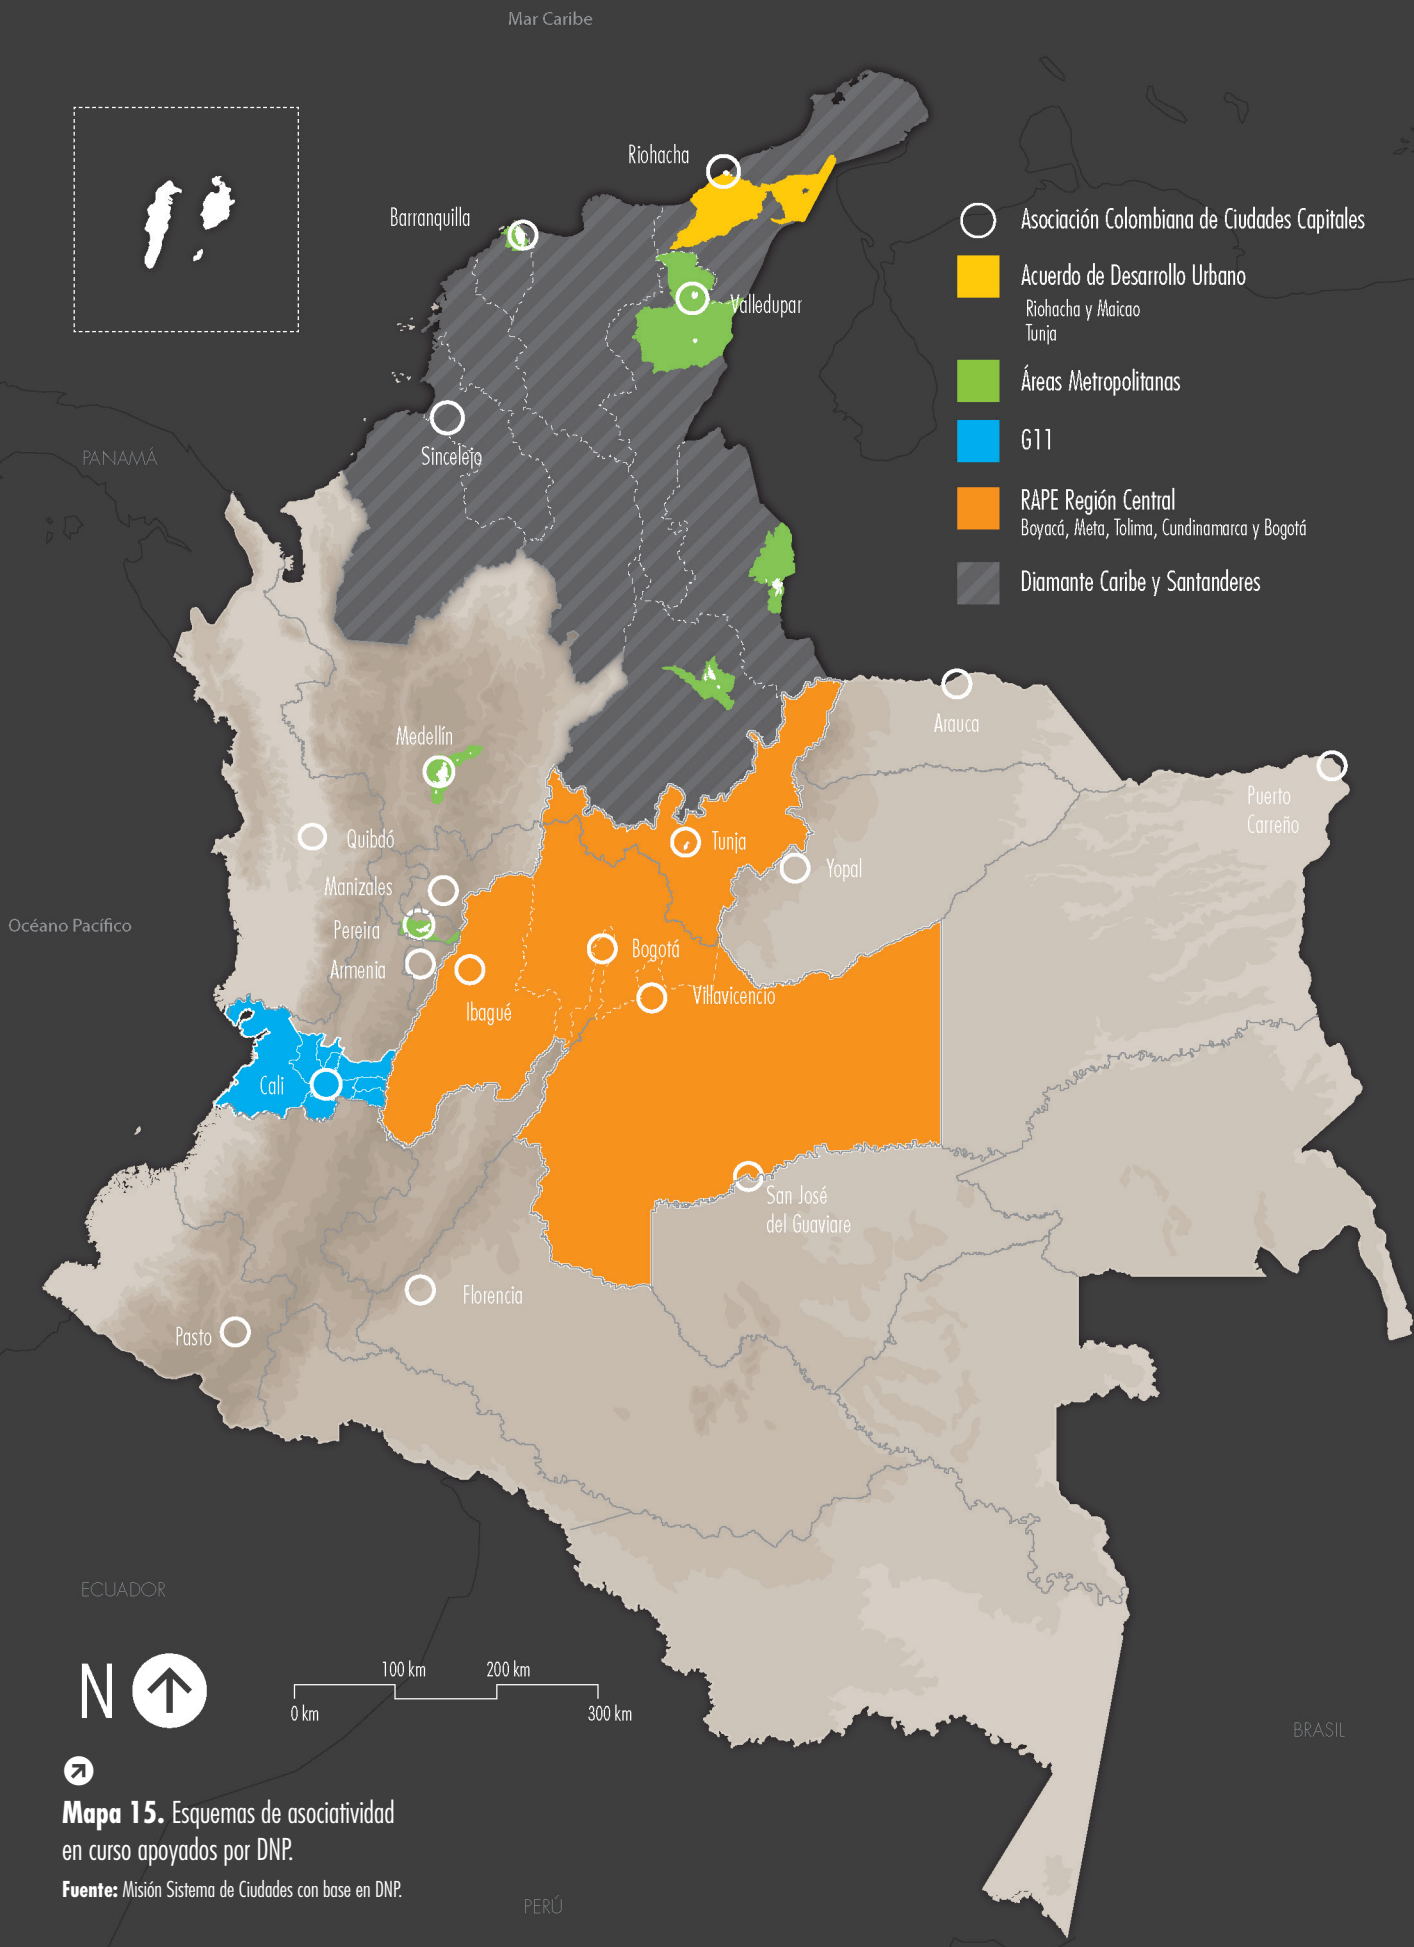 Mar Caribe
Riohacha
Barranquilla
Valledupar
Sincelejo
PANAMÁ
Asociación Colombiana de Ciudades Capitales
Acuerdo de Desarrollo Urbano
Riohacha y Maicao
Tunja
Áreas Metropolitanas
G11
RAPE Región Central
Boyacá, Meta, Tolima, Cundinamarca y Bogotá
Diamante Caribe y Santanderes
Arauca
Medellín
Puerto
Carreño
Quibdó
Tunja
Yopal
Manizales
Océano Pacífico
Pereira
Bogotá
Armenia
Villavicencio
Ibagué
Cali
San José
del Guaviare
Florencia
Pasto
ECUADOR
N
100 km
200 km
0 km
300 km
BRASIL
Mapa 15. Esquemas de asociatividad
en curso apoyados por DNP.
Fuente: Misión Sistema de Ciudades con base en DNP.
PERÚ